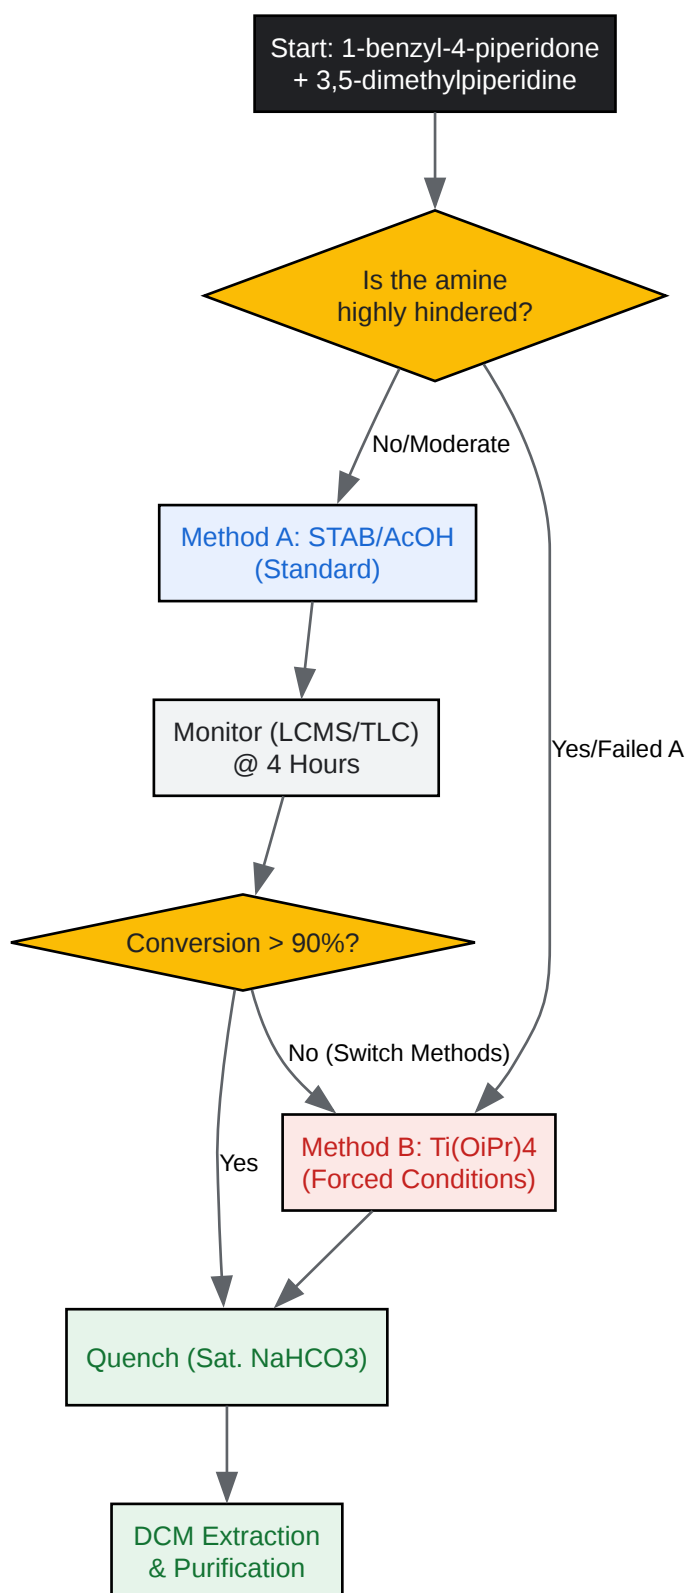 Start: 1-benzyl-4-piperidone
+ 3,5-dimethylpiperidine
Is the amine
highly hindered?
No/Moderate
Method A: STAB/AcOH
(Standard)
Monitor (LCMS/TLC)
@ 4 Hours
Yes/Failed A
Conversion > 90%?
No (Switch Methods)
Method B: Ti(OiPr)4
(Forced Conditions)
Yes
Quench (Sat. NaHCO3)
DCM Extraction
& Purification